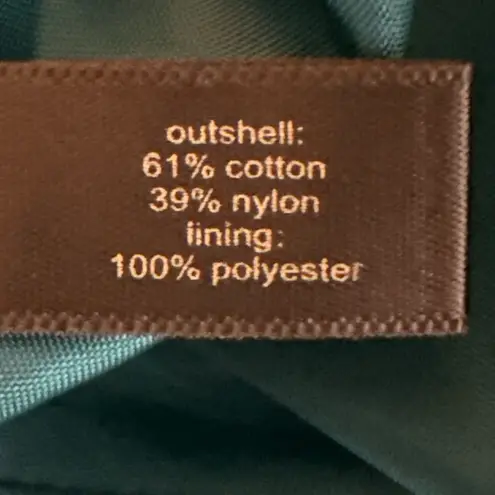 outshell:
61% cotton
39% nylon
lining:
100% polyester